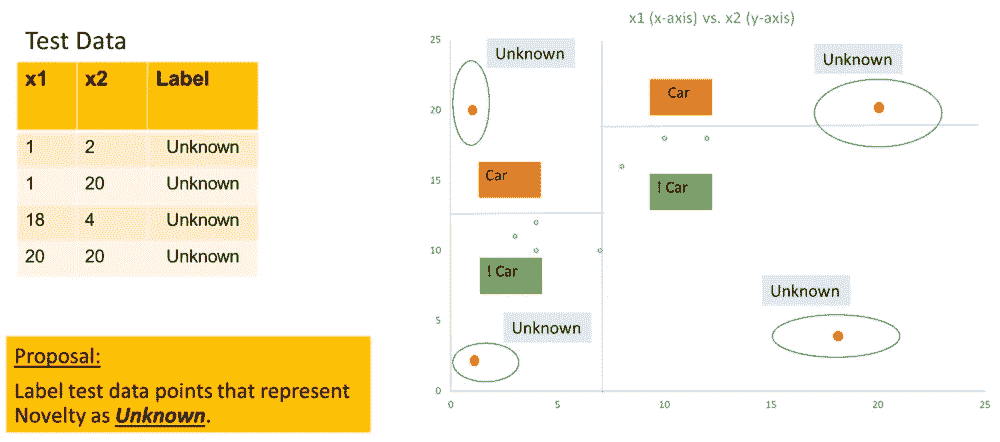 x1 (x-axis) vs. x2 (y-axis)
Test Data
x1 x2 Label
1 2 Unknown
1 20 Unknown
18 4 Unknown
20 20 Unknown
Proposal:
Label test data points that represent
Novelty as Unknown.
25
20
15
10
5
0
0 5 10 15 20 25
Unknown
Unknown
Car
Car
! Car
! Car
Unknown
Unknown